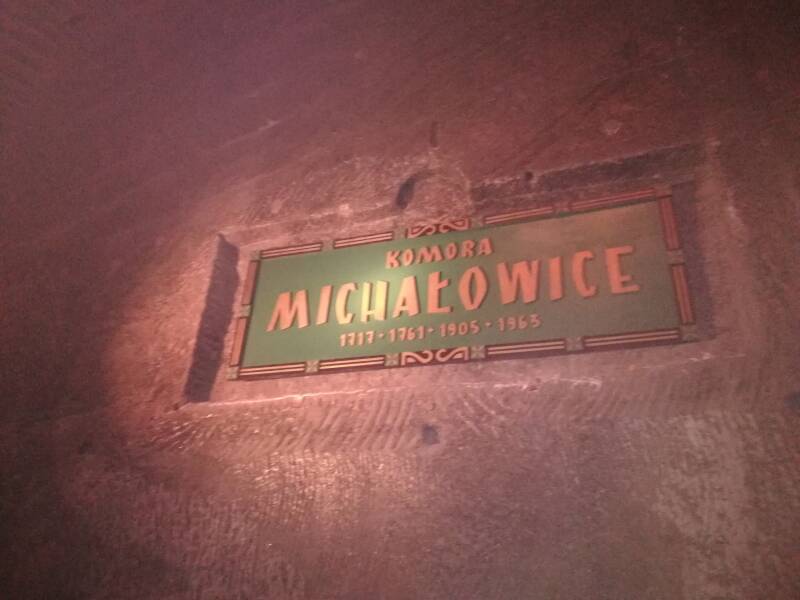 KOMORA
MICHAŁOWICE
1717 • 1761 • 1905 • 1963